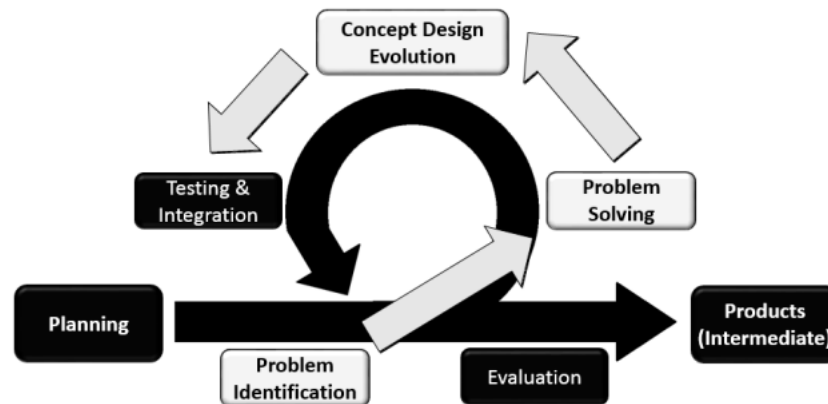 Concept Design
Evolution
Testing &
Integration
Problem
Solving
Planning
Products
(Intermediate)
Problem
Identification
Evaluation